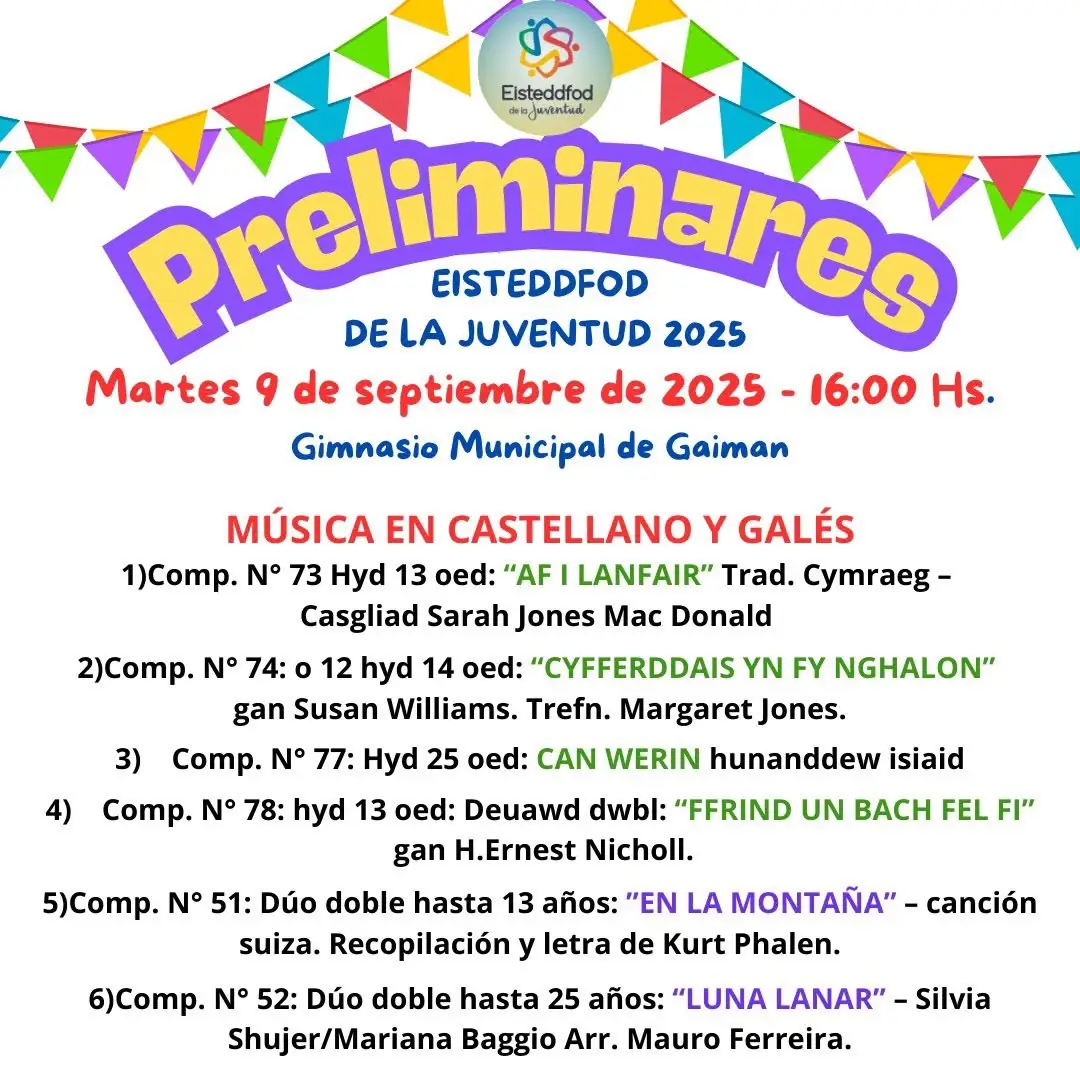 Eisteddfod
de la Juventud
Preliminares
EISTEDDFOD
DE LA JUVENTUD 2025
Martes 9 de septiembre de 2025 - 16:00 Hs.
Gimnasio Municipal de Gaiman
MÚSICA EN CASTELLANO Y GALÉS
1)Comp. N° 73 Hyd 13 oed: “AF I LANFAIR” Trad. Cymraeg –
Casgliad Sarah Jones Mac Donald
2)Comp. N° 74: o 12 hyd 14 oed: “CYFFERDDAIS YN FY NGHALON”
gan Susan Williams. Trefn. Margaret Jones.
3) Comp. N° 77: Hyd 25 oed: CAN WERIN hunanddew isiaid
4) Comp. N° 78: hyd 13 oed: Deuawd dwbl: “FFRIND UN BACH FEL FI”
gan H.Ernest Nicholl.
5)Comp. N° 51: Dúo doble hasta 13 años: ”EN LA MONTAÑA” – canción
suiza. Recopilación y letra de Kurt Phalen.
6)Comp. N° 52: Dúo doble hasta 25 años: “LUNA LANAR” – Silvia
Shujer/Mariana Baggio Arr. Mauro Ferreira.